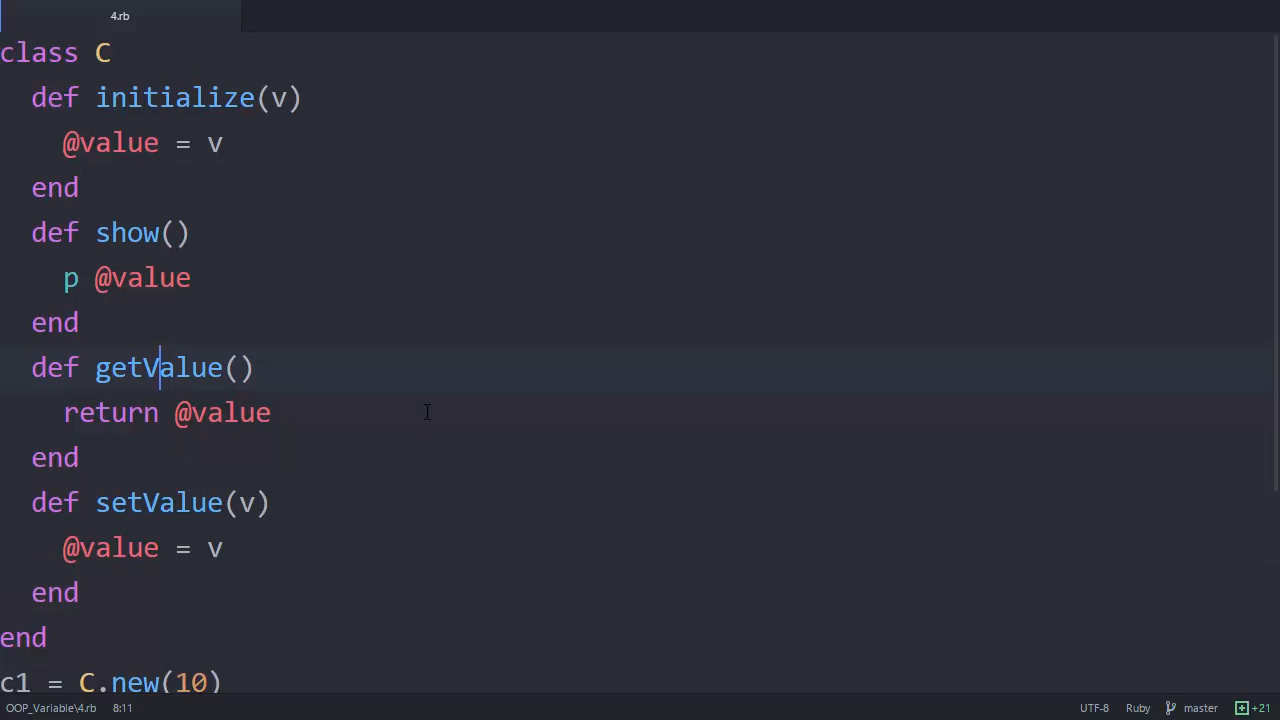 4.rb
class C
  def initialize(v)
    @value = v
  end
  def show()
    p @value
  end
  def getValue()
    return @value
  end
  def setValue(v)
    @value = v
  end
end
c1 = C.new(10)
OOP_Variable\4.rb 8:11 UTF-8 Ruby master +21